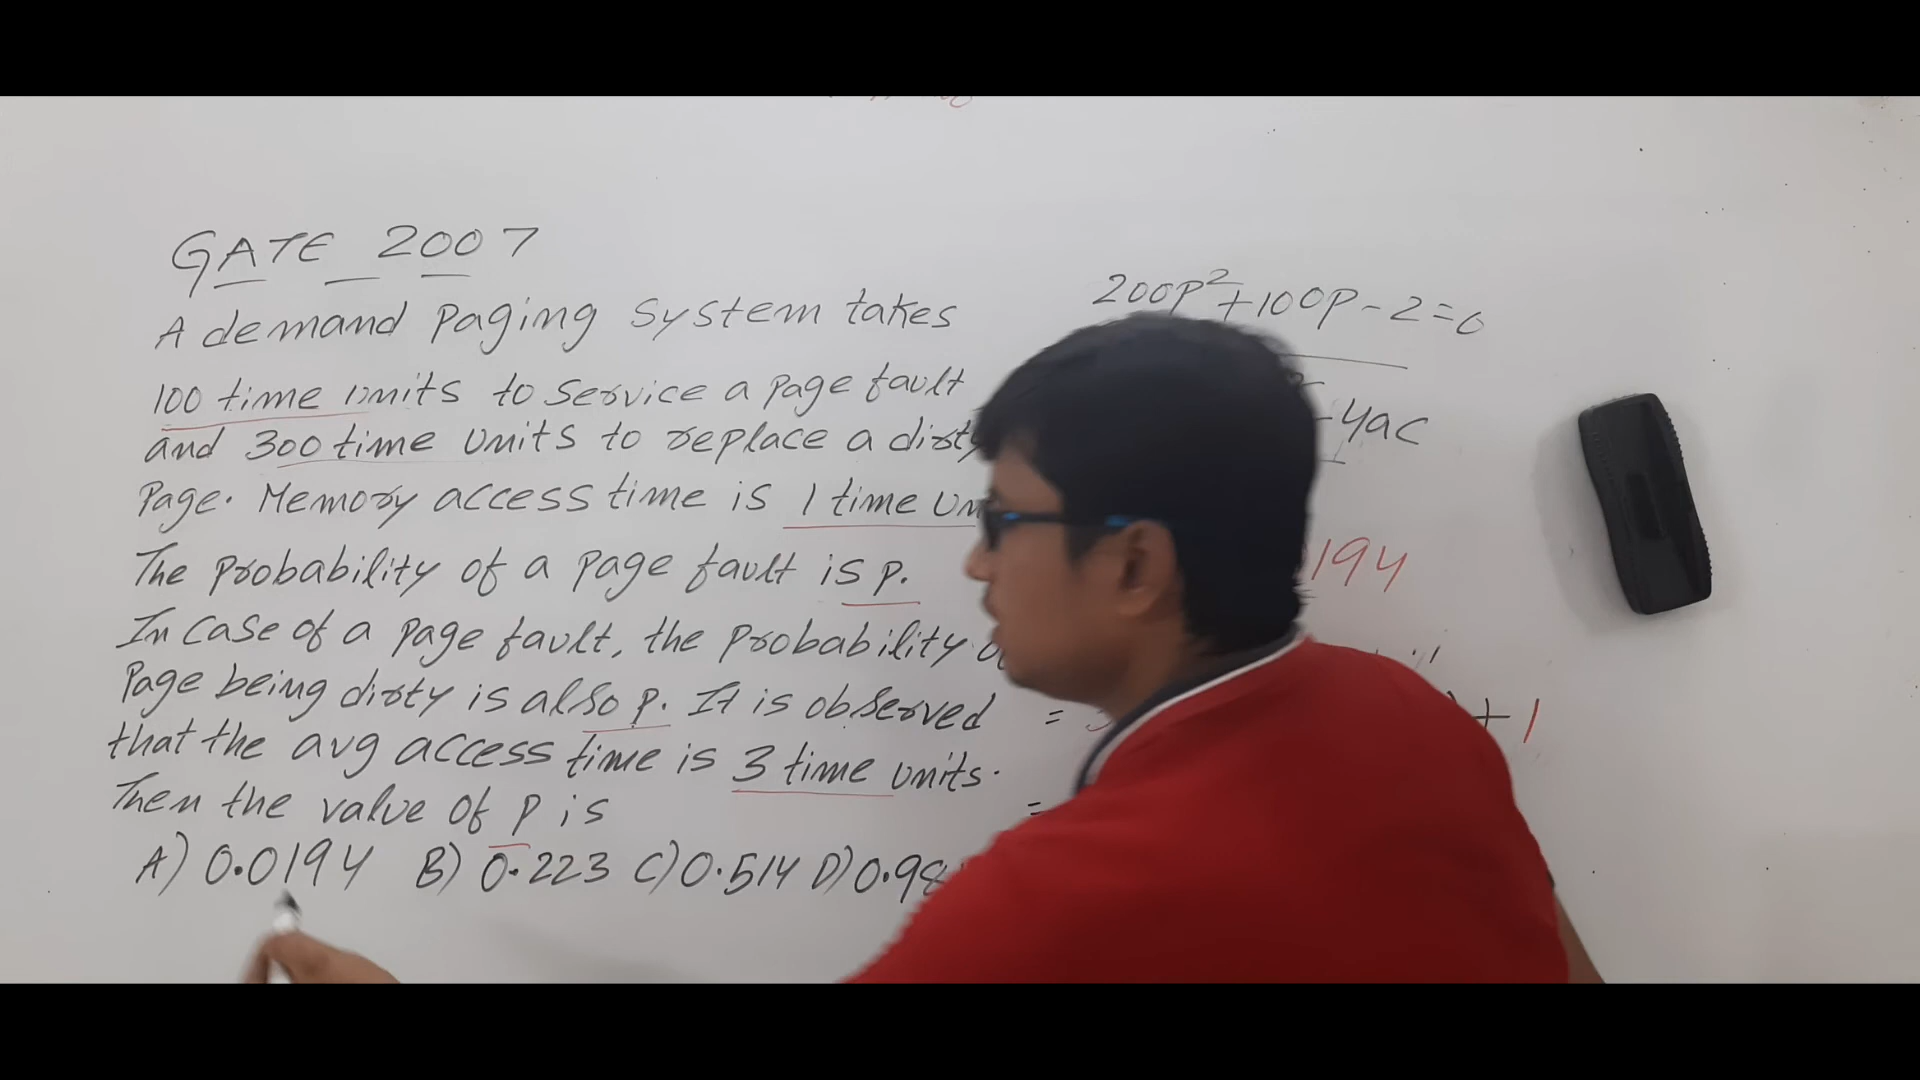 GATE 2007
A demand paging system takes
100 time units to service a page fault
and 300 time units to replace a dirty
Page. Memory access time is 1 time
The probability of a page fault is p.
In case of a page fault, the probability
Page being dirty is also p. It is observed
that the avg access time is 3 time units.
Then the value of p is
A) 0.0194 B) 0.223 C) 0.514 D)
200p²+100p-2=0
-4ac
194
=
+1
=